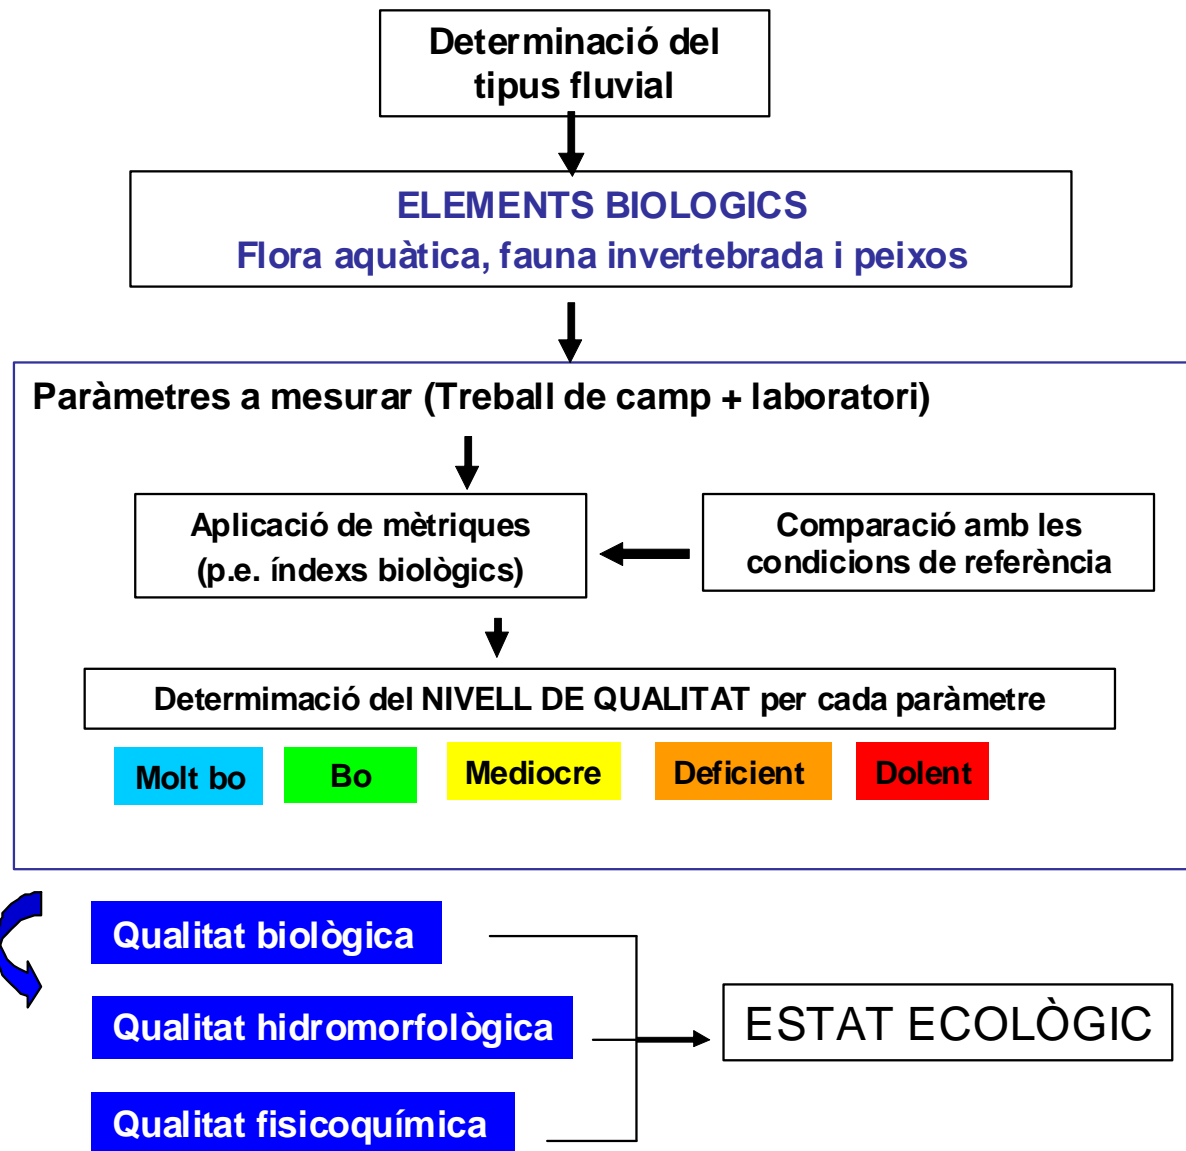 Determinació del
tipus fluvial
ELEMENTS BIOLOGICS
Flora aquàtica, fauna invertebrada i peixos
Paràmetres a mesurar (Treball de camp + laboratori)
Aplicació de mètriques
(p.e. índexs biològics)
Comparació amb les
condicions de referència
Determimació del NIVELL DE QUALITAT per cada paràmetre
Molt bo
Bo
Mediocre
Deficient
Dolent
Qualitat biològica
Qualitat hidromorfològica
ESTAT ECOLÒGIC
Qualitat fisicoquímica